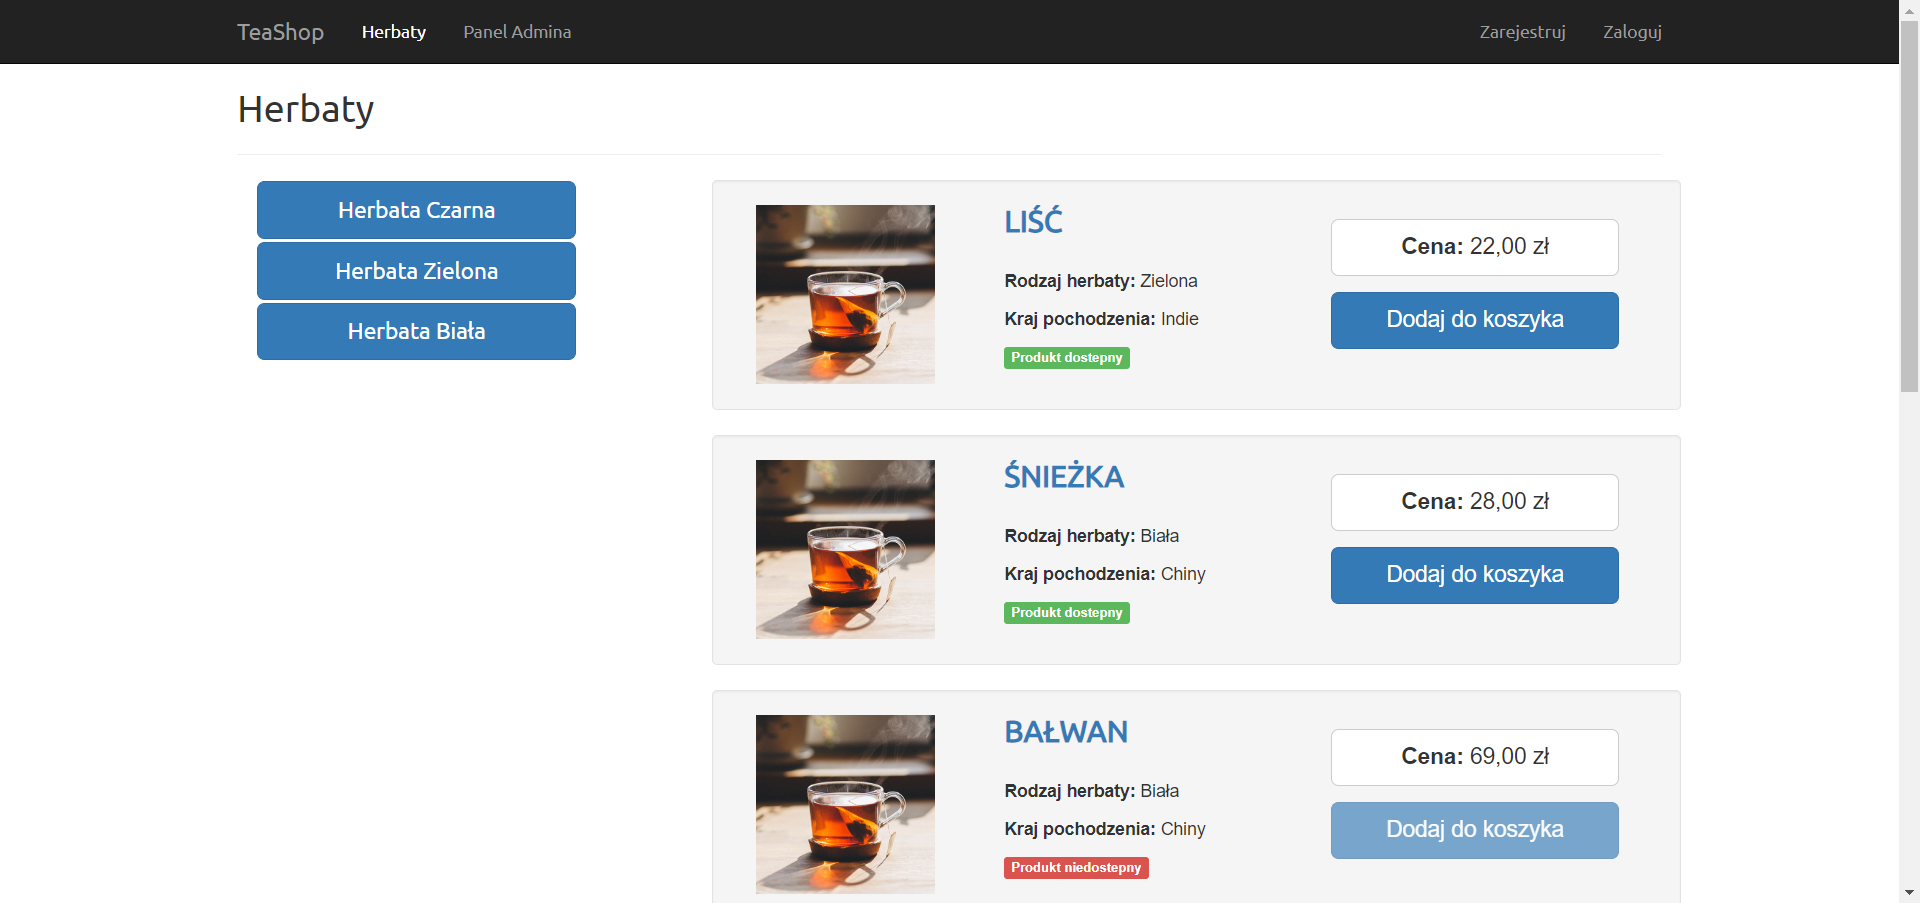 TeaShop Herbaty Panel Admina Zarejestruj Zaloguj
Herbaty
Herbata Czarna
Herbata Zielona
Herbata Biała
LIŚĆ
Rodzaj herbaty: Zielona
Kraj pochodzenia: Indie
Produkt dostepny
Cena: 22,00 zł
Dodaj do koszyka
ŚNIEŻKA
Rodzaj herbaty: Biała
Kraj pochodzenia: Chiny
Produkt dostepny
Cena: 28,00 zł
Dodaj do koszyka
BAŁWAN
Rodzaj herbaty: Biała
Kraj pochodzenia: Chiny
Produkt niedostepny
Cena: 69,00 zł
Dodaj do koszyka